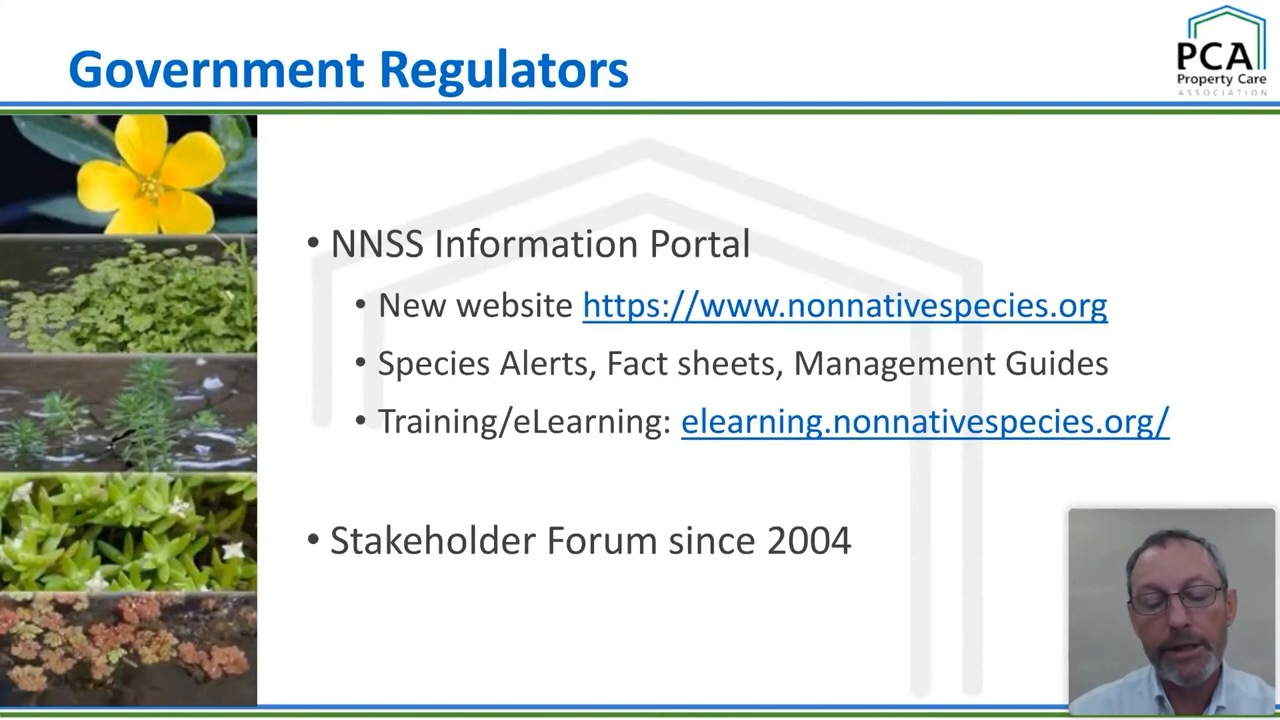 Government Regulators
PCA
Property Care
ASSOCIATION
• NNSS Information Portal
• New website https://www.nonnativespecies.org
• Species Alerts, Fact sheets, Management Guides
• Training/eLearning: elearning.nonnativespecies.org/
• Stakeholder Forum since 2004